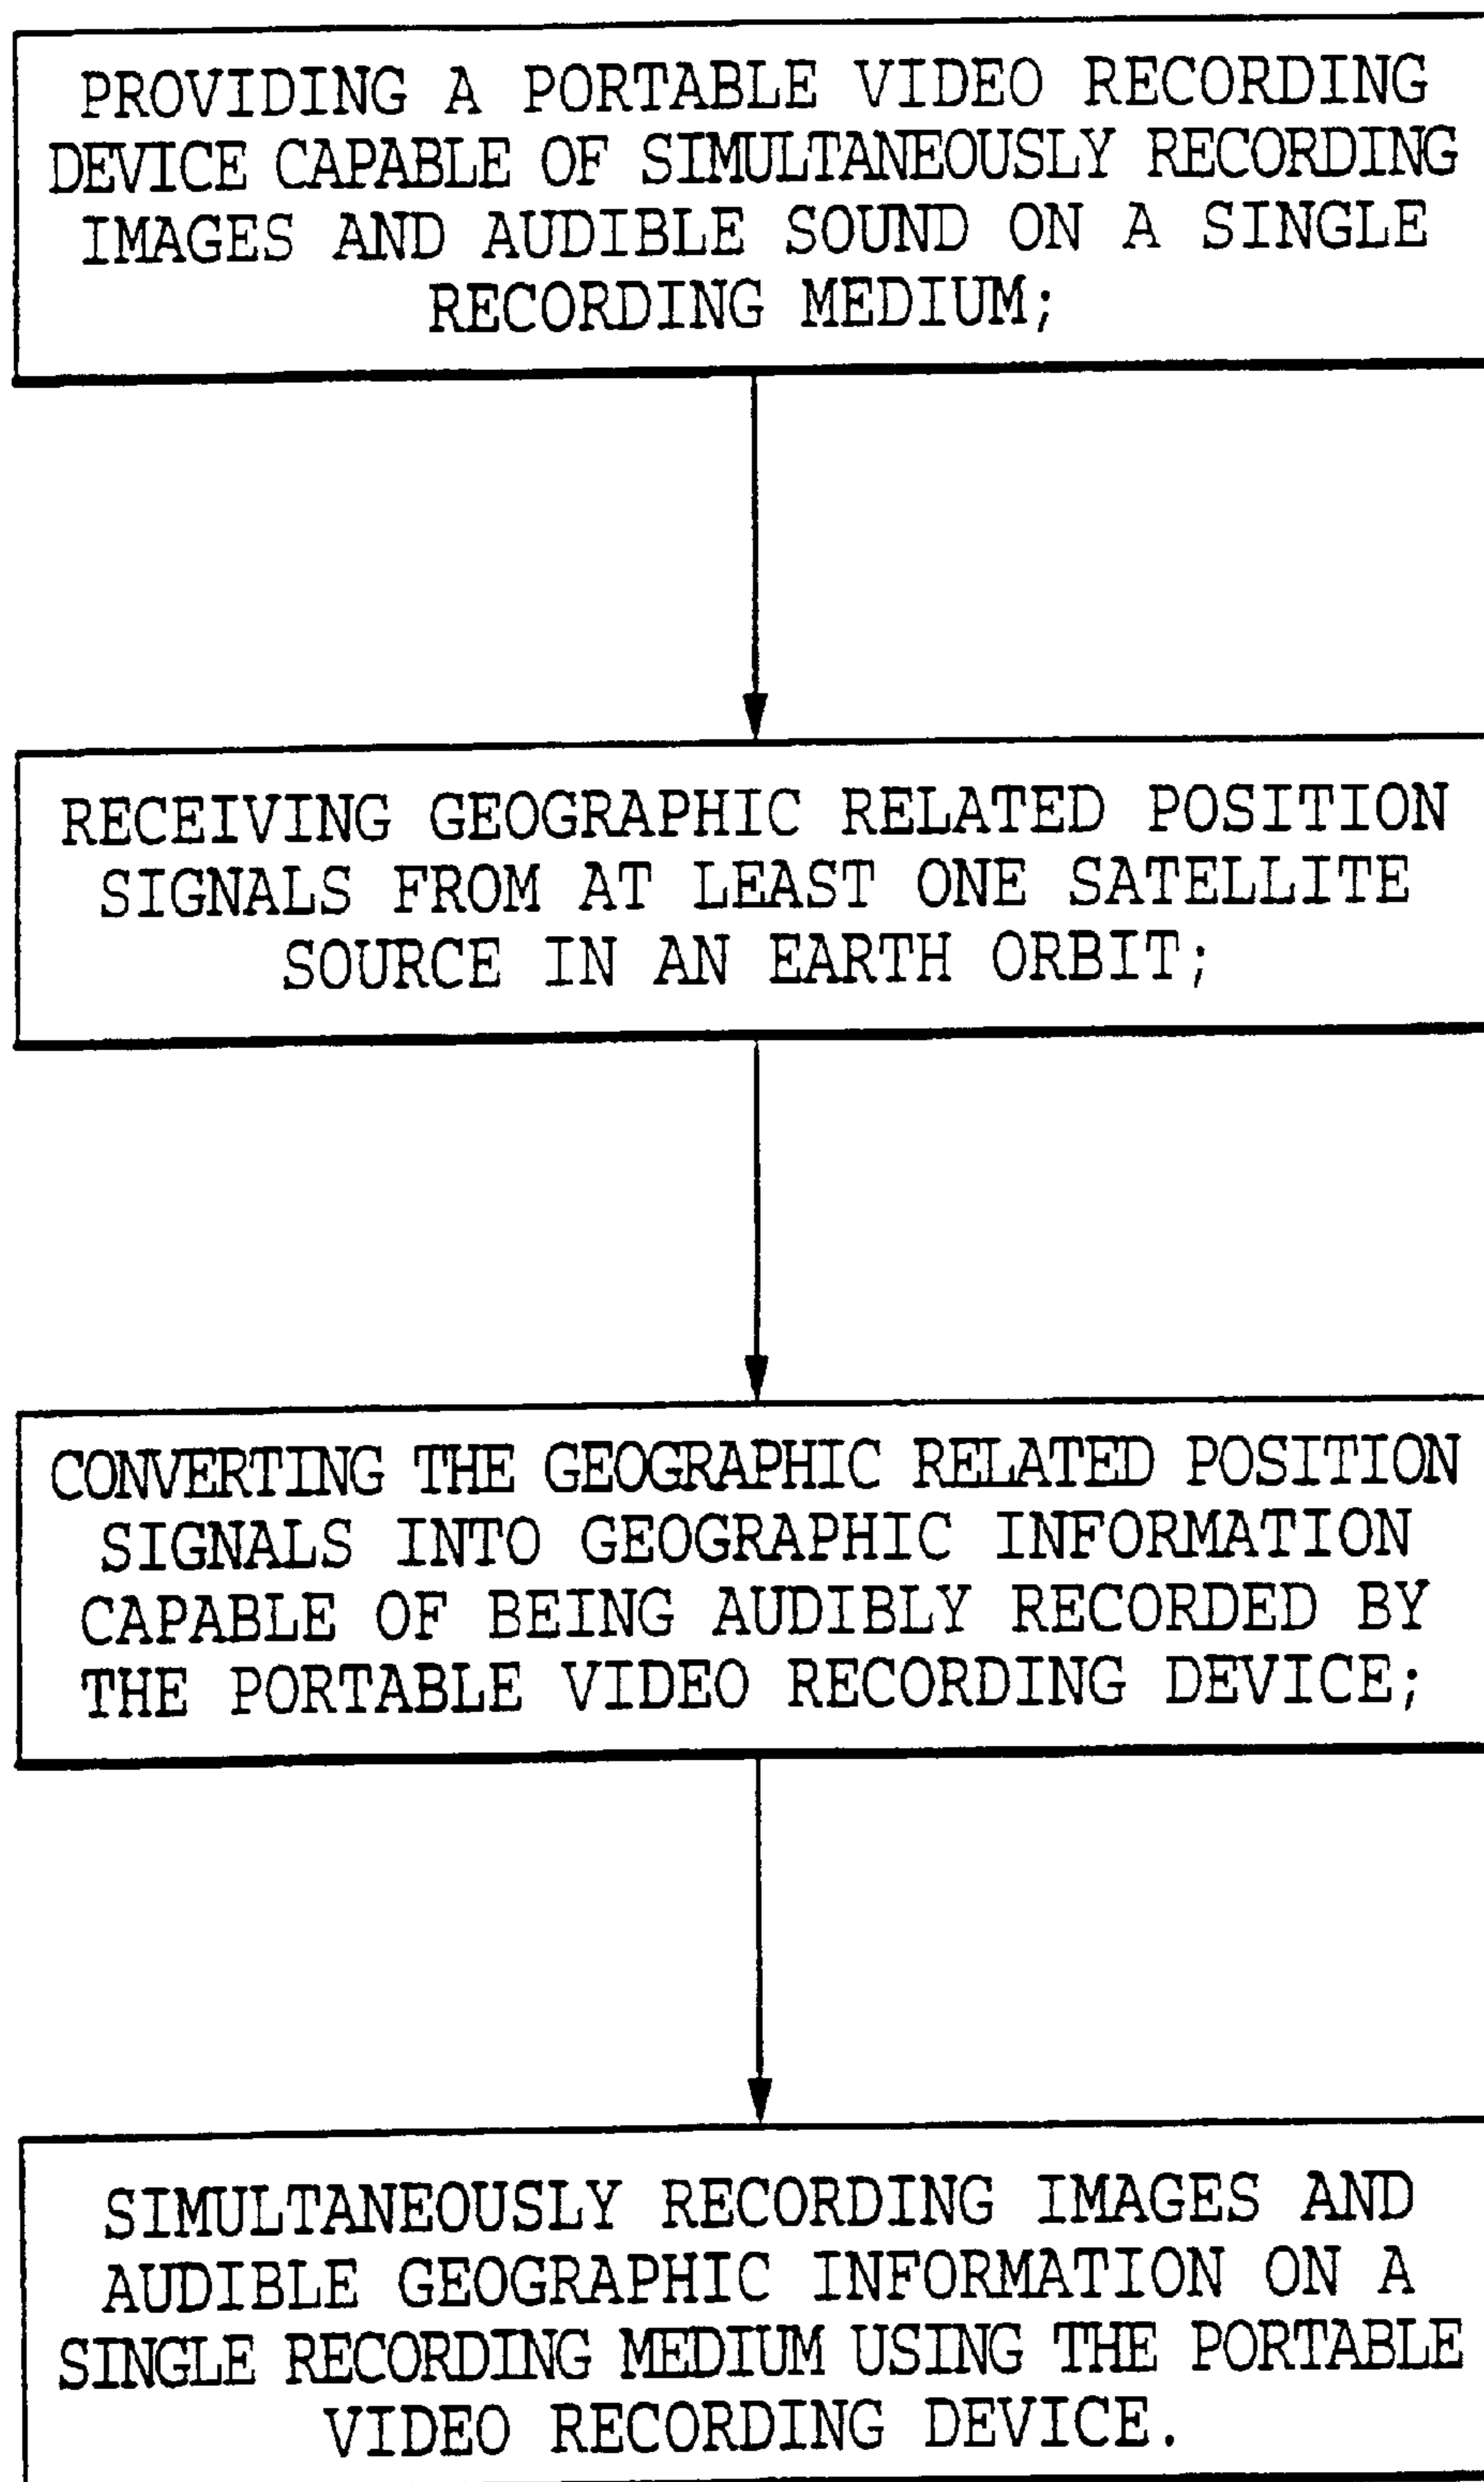 PROVIDING A PORTABLE VIDEO RECORDING
DEVICE CAPABLE OF SIMULTANEOUSLY RECORDING
IMAGES AND AUDIBLE SOUND ON A SINGLE
RECORDING MEDIUM;
RECEIVING GEOGRAPHIC RELATED POSITION
SIGNALS FROM AT LEAST ONE SATELLITE
SOURCE IN AN EARTH ORBIT;
CONVERTING THE GEOGRAPHIC RELATED POSITION
SIGNALS INTO GEOGRAPHIC INFORMATION
CAPABLE OF BEING AUDIBLY RECORDED BY
THE PORTABLE VIDEO RECORDING DEVICE;
SIMULTANEOUSLY RECORDING IMAGES AND
AUDIBLE GEOGRAPHIC INFORMATION ON A
SINGLE RECORDING MEDIUM USING THE PORTABLE
VIDEO RECORDING DEVICE.